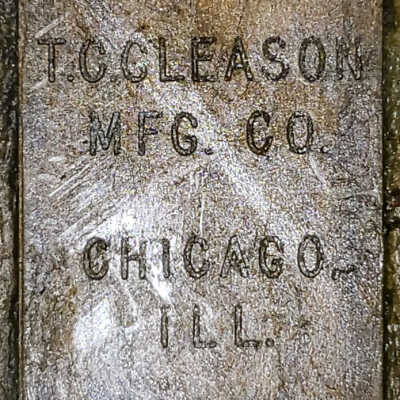 T.C.GLEASON
MFG. CO.
CHICAGO
ILL.